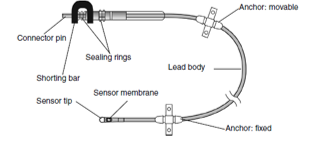 Anchor: movable
Connector pin
Sealing rings
Lead body
Shorting bar
Sensor membrane
Sensor tip
Anchor: fixed